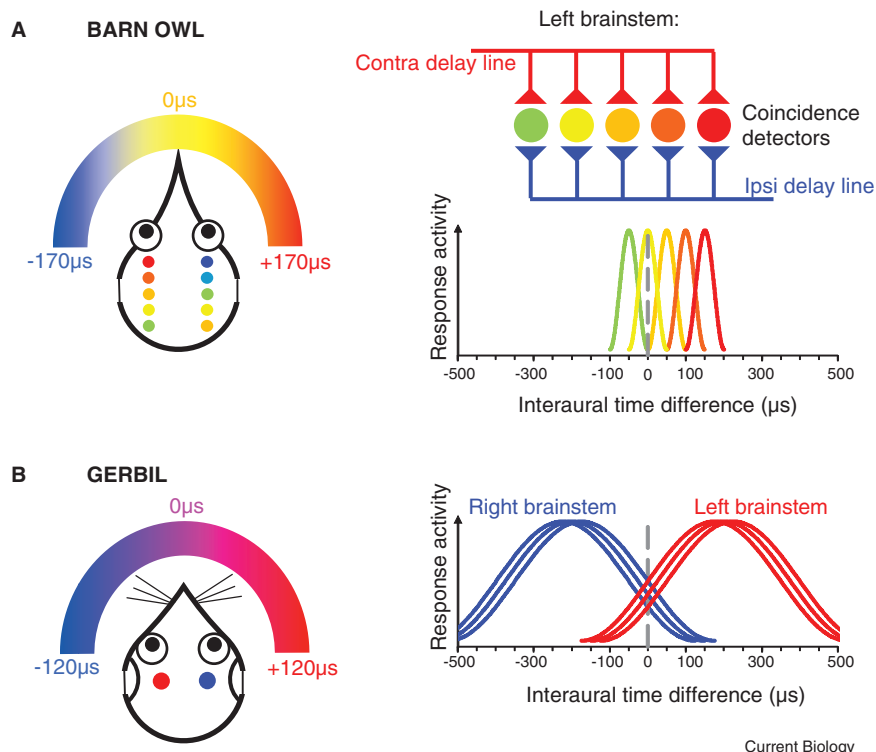 A BARN OWL
0µs
-170µs
+170µs
Left brainstem:
Contra delay line
Coincidence
detectors
Ipsi delay line
Response activity
-500 -300 -100 0 100 300 500
Interaural time difference (µs)
B GERBIL
0µs
-120µs
+120µs
Response activity
Right brainstem Left brainstem
-500 -300 -100 0 100 300 500
Interaural time difference (µs)
Current Biology